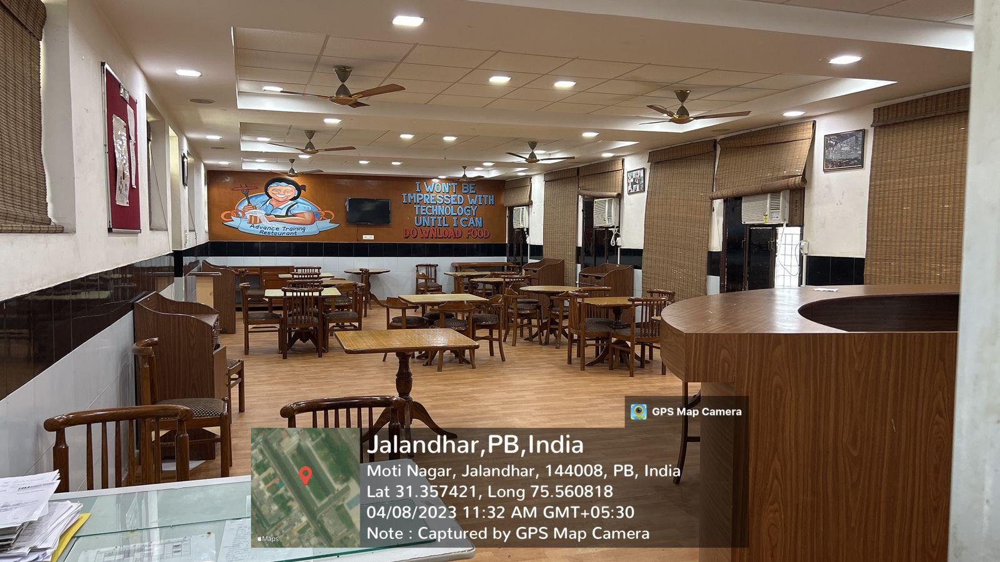 I WON'T BE
IMPRESSED WITH
TECHNOLOGY
UNTIL I CAN
DOWNLOAD FOOD
Advance Training
Restaurant
GPS Map Camera
Jalandhar,PB,India
Moti Nagar, Jalandhar, 144008, PB, India
Lat 31.357421, Long 75.560818
04/08/2023 11:32 AM GMT+05:30
Note : Captured by GPS Map Camera
Maps